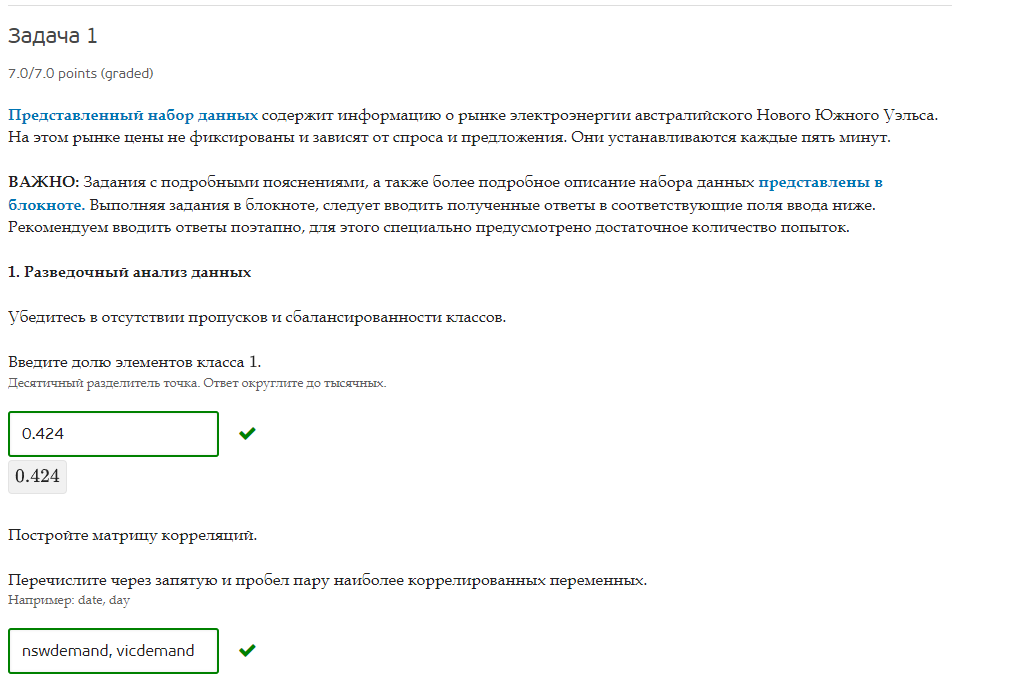 Задача 1
7.0/7.0 points (graded)
Представленный набор данных содержит информацию о рынке электроэнергии австралийского Нового Южного Уэльса.
На этом рынке цены не фиксированы и зависят от спроса и предложения. Они устанавливаются каждые пять минут.
ВАЖНО: Задания с подробными пояснениями, а также более подробное описание набора данных представлены в
блокноте. Выполняя задания в блокноте, следует вводить полученные ответы в соответствующие поля ввода ниже.
Рекомендуем вводить ответы поэтапно, для этого специально предусмотрено достаточное количество попыток.
1. Разведочный анализ данных
Убедитесь в отсутствии пропусков и сбалансированности классов.
Введите долю элементов класса 1.
Десятичный разделитель точка. Ответ округлите до тысячных.
0.424
0.424
Постройте матрицу корреляций.
Перечислите через запятую и пробел пару наиболее коррелированных переменных.
Например: date, day
nswdemand, vicdemand